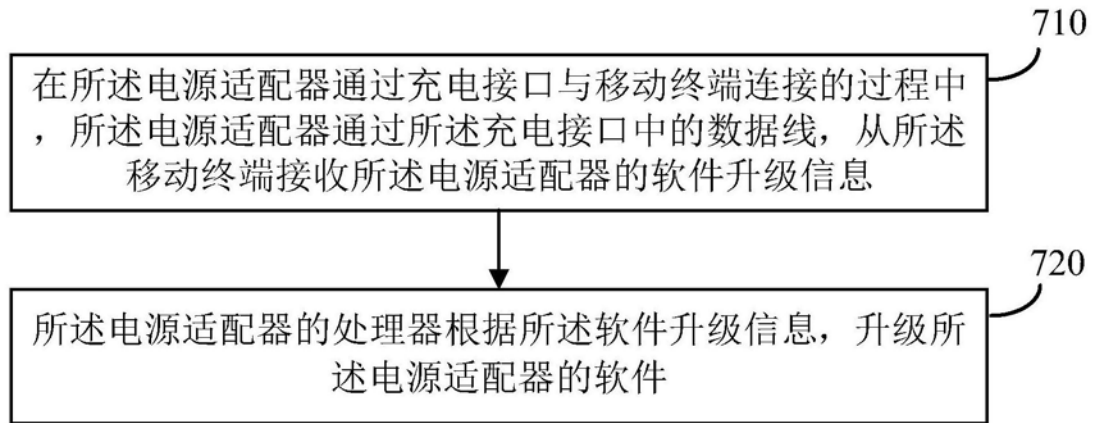 710
在所述电源适配器通过充电接口与移动终端连接的过程中
，所述电源适配器通过所述充电接口中的数据线，从所述
移动终端接收所述电源适配器的软件升级信息
720
所述电源适配器的处理器根据所述软件升级信息，升级所
述电源适配器的软件